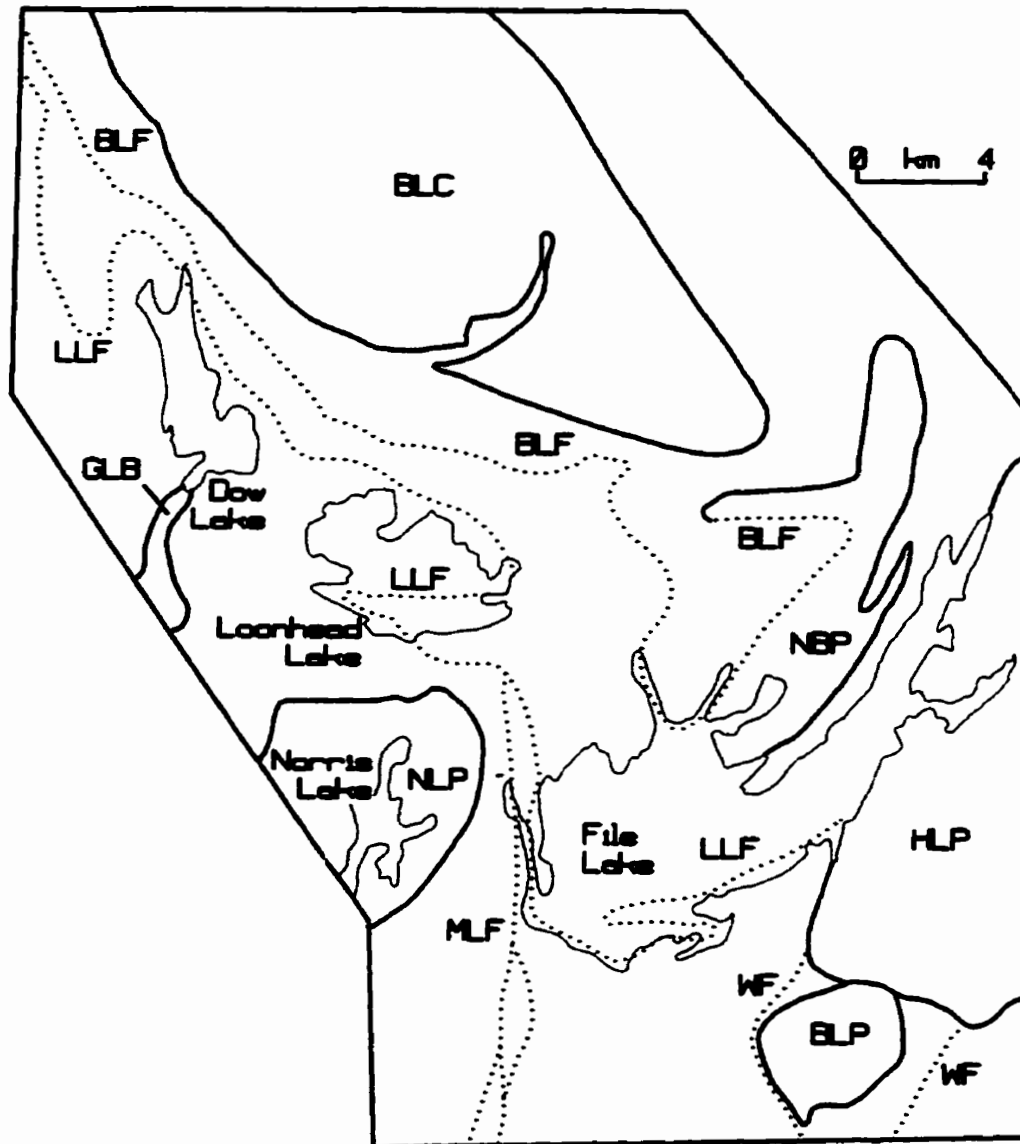 BLF
BLC
0 km 4
LLF
BLF
GLB
Dow
Lake
BLF
LLF
Loonhead
Lake
NBP
Norris
Lake
NLP
File
Lake
LLF
HLP
MLF
WF
BLP
WF